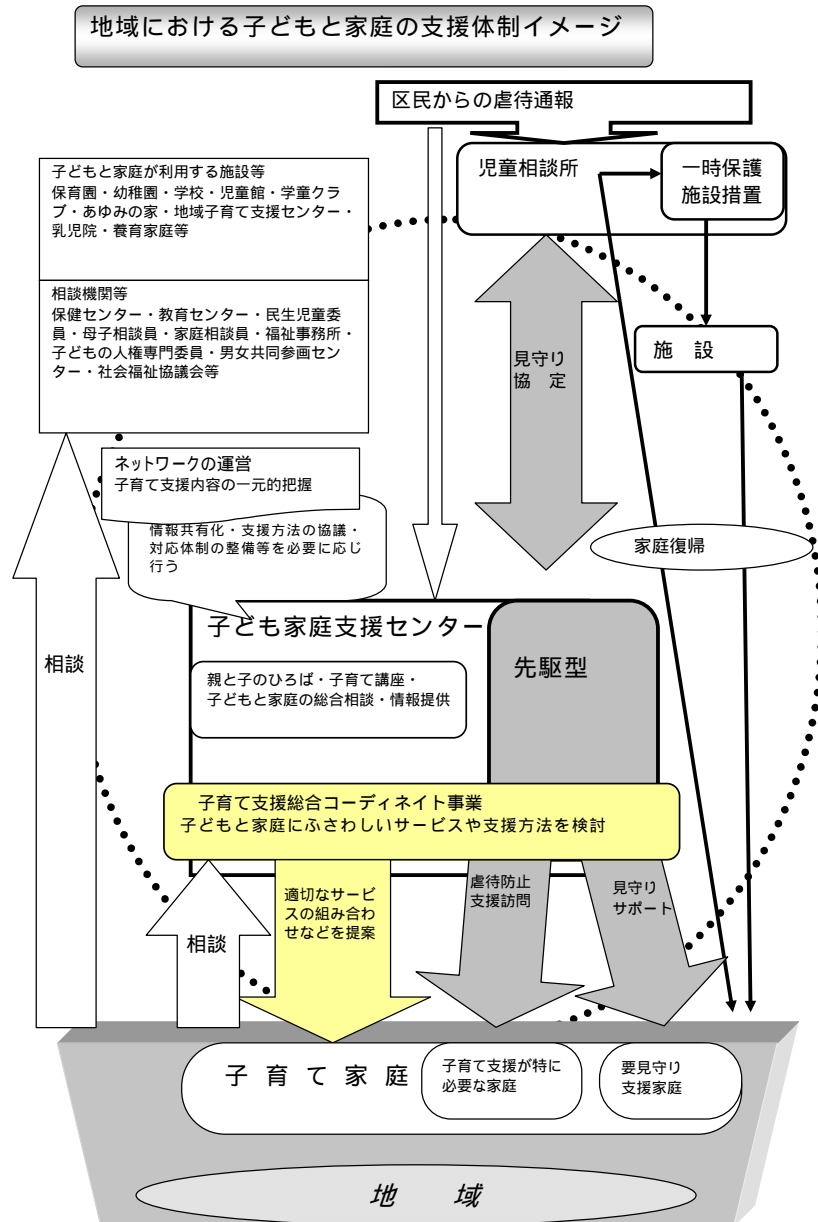 地域における子どもと家庭の支援体制イメージ
区民からの虐待通報
児童相談所
一時保護
施設措置
子どもと家庭が利用する施設等
保育園・幼稚園・学校・児童館・学童クラ
ブ・あゆみの家・地域子育て支援センター・
乳児院・養育家庭等
相談機関等
保健センター・教育センター・民生児童委
員・母子相談員・家庭相談員・福祉事務所・
子どもの人権専門委員・男女共同参画セン
ター・社会福祉協議会等
見守り
協 定
施 設
ネットワークの運営
子育て支援内容の一元的把握
情報共有化・支援方法の協議・
対応体制の整備等を必要に応じ
行う
家庭復帰
相談
子ども家庭支援センター
先駆型
親と子のひろば・子育て講座・
子どもと家庭の総合相談・情報提供
子育て支援総合コーディネイト事業
子どもと家庭にふさわしいサービスや支援方法を検討
相談
適切なサービ
スの組み合わ
せなどを提案
虐待防止
支援訪問
見守り
サポート
子 育 て 家 庭
子育て支援が特に
必要な家庭
要見守り
支援家庭
地 域